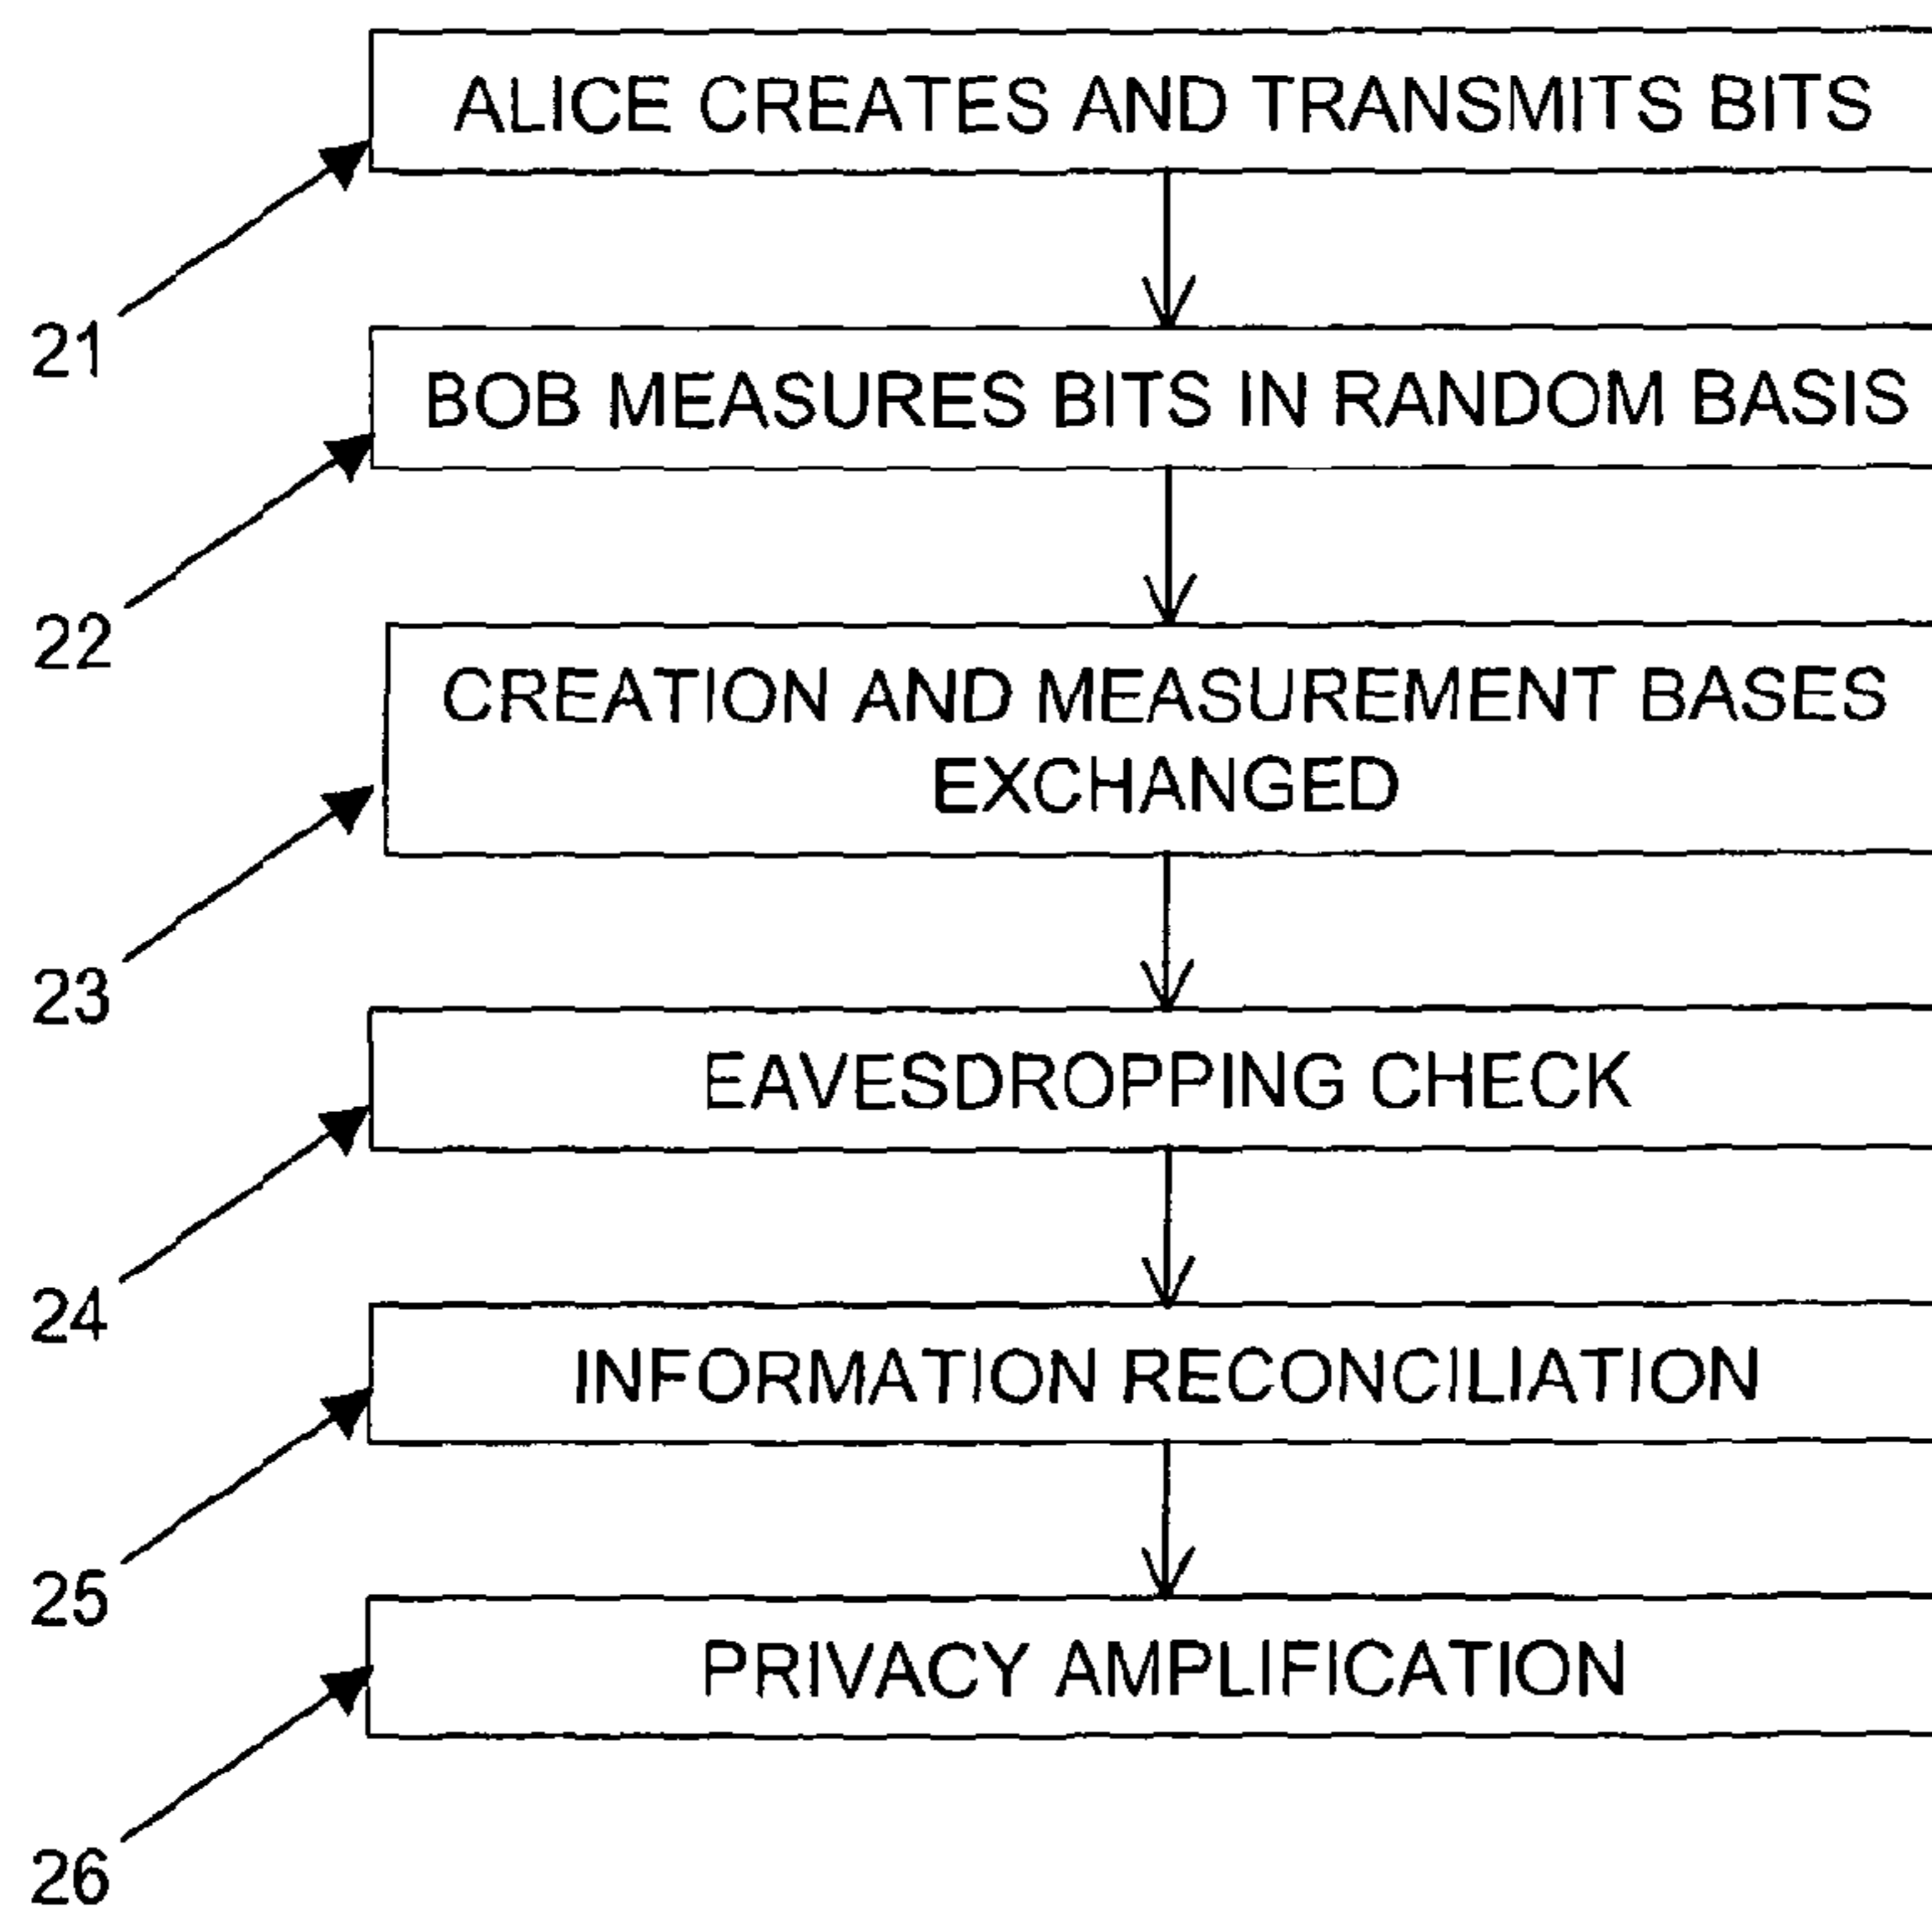 ALICE CREATES AND TRANSMITS BITS
21
BOB MEASURES BITS IN RANDOM BASIS
22
CREATION AND MEASUREMENT BASES
EXCHANGED
23
EAVESDROPPING CHECK
24
INFORMATION RECONCILIATION
25
PRIVACY AMPLIFICATION
26